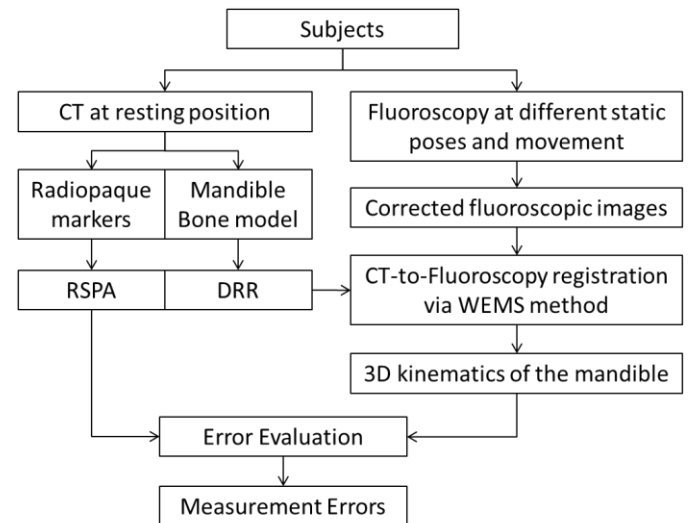 Subjects
CT at resting position
Fluoroscopy at different static
poses and movement
Radiopaque
markers
Mandible
Bone model
Corrected fluoroscopic images
RSPA
DRR
CT-to-Fluoroscopy registration
via WEMS method
3D kinematics of the mandible
Error Evaluation
Measurement Errors